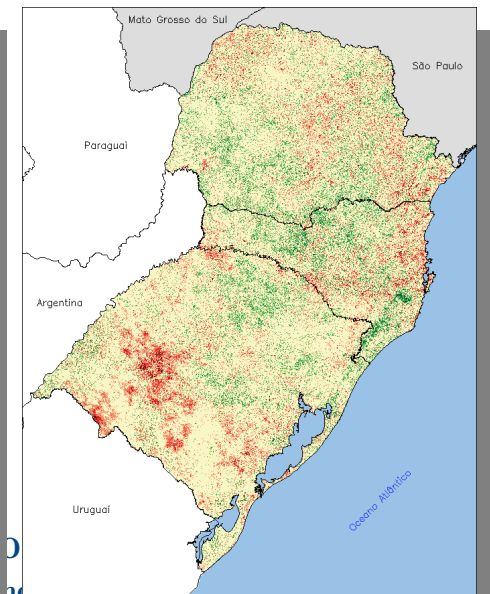 Mato Grosso do Sul
São Paulo
Paraguai
Argentina
Uruguai
Oceano Atlântico